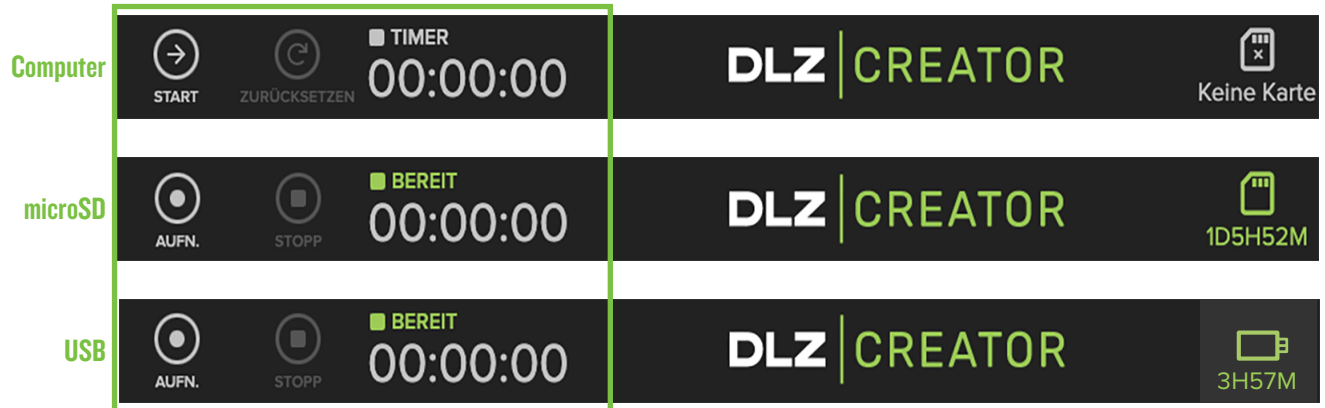 Computer
START
ZURÜCKSETZEN
TIMER
00:00:00
DLZ | CREATOR
Keine Karte
microSD
AUFN.
STOPP
BEREIT
00:00:00
DLZ | CREATOR
1D5H52M
USB
AUFN.
STOPP
BEREIT
00:00:00
DLZ | CREATOR
3H57M